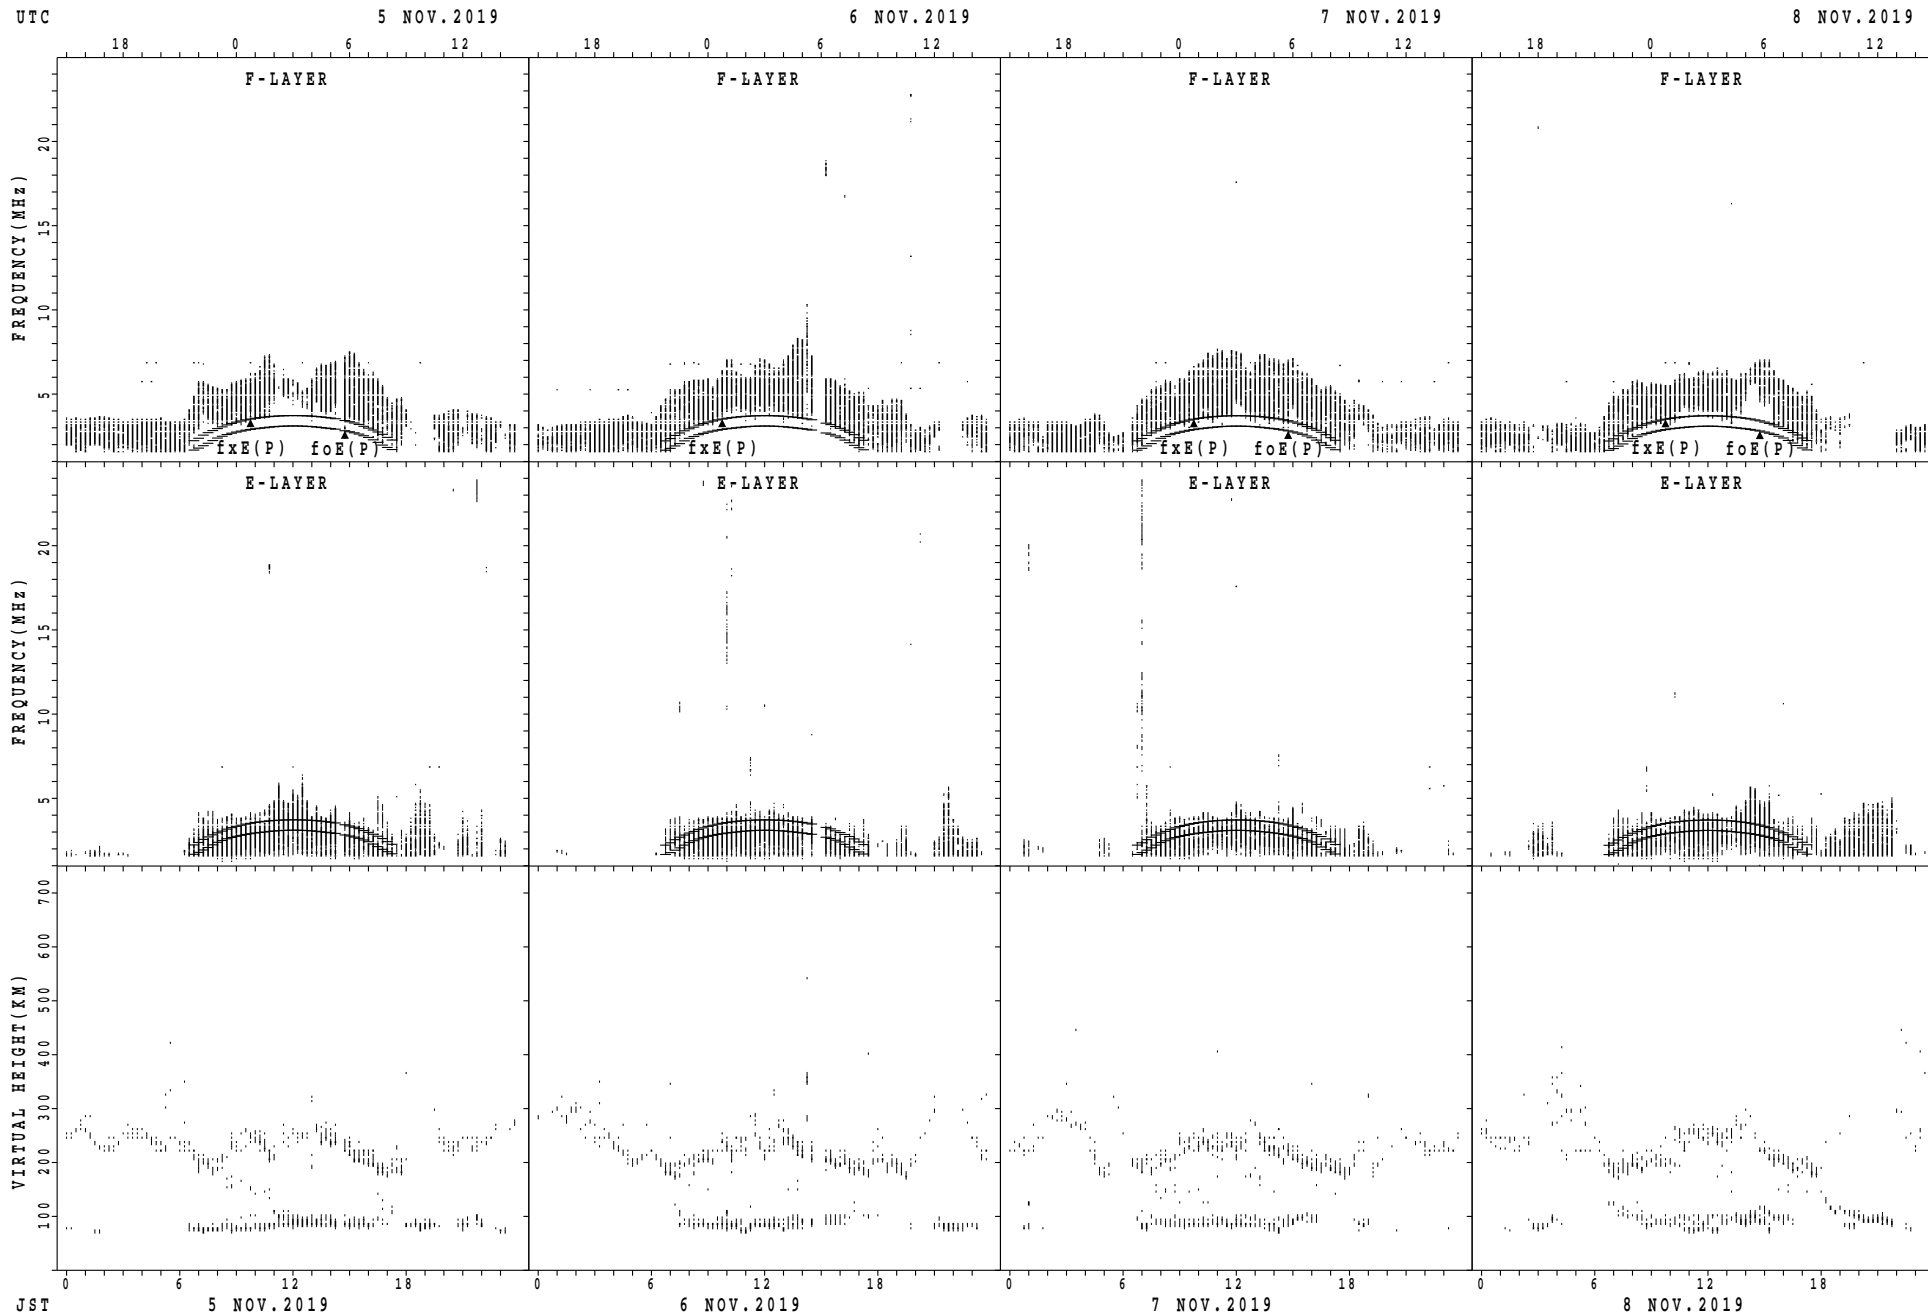 UTC 5 NOV.2019 6 NOV.2019 7 NOV.2019 8 NOV.2019
18 0 6 12 18 0 6 12 18 0 6 12 18 0 6 12
F-LAYER F-LAYER F-LAYER F-LAYER
FREQUENCY(MHz)
20
15
10
5
fxE(P) foE(P) fxE(P) fxE(P) foE(P) fxE(P) foE(P)
E-LAYER E-LAYER E-LAYER E-LAYER
FREQUENCY(MHz)
20
15
10
5
VIRTUAL HEIGHT(KM)
700
600
500
400
300
200
100
0 6 12 18 0 6 12 18 0 6 12 18 0 6 12 18
JST 5 NOV.2019 6 NOV.2019 7 NOV.2019 8 NOV.2019